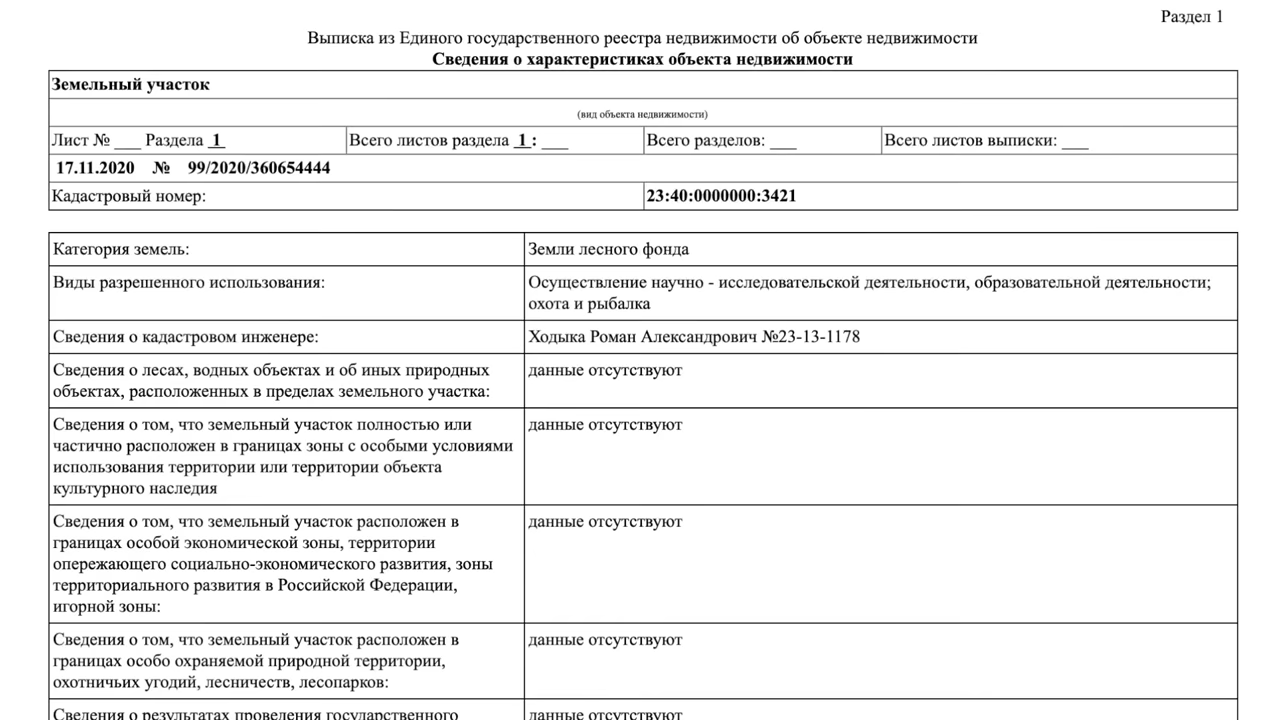 Раздел 1
Выписка из Единого государственного реестра недвижимости об объекте недвижимости
Сведения о характеристиках объекта недвижимости
Земельный участок
(вид объекта недвижимости)
Лист № ___ Раздела 1 Всего листов раздела 1 : ___ Всего разделов: ___ Всего листов выписки: ___
17.11.2020 № 99/2020/360654444
Кадастровый номер: 23:40:0000000:3421
Категория земель: Земли лесного фонда
Виды разрешенного использования: Осуществление научно - исследовательской деятельности, образовательной деятельности;
охота и рыбалка
Сведения о кадастровом инженере: Ходыка Роман Александрович №23-13-1178
Сведения о лесах, водных объектах и об иных природных данные отсутствуют
объектах, расположенных в пределах земельного участка:
Сведения о том, что земельный участок полностью или данные отсутствуют
частично расположен в границах зоны с особыми условиями
использования территории или территории объекта
культурного наследия
Сведения о том, что земельный участок расположен в данные отсутствуют
границах особой экономической зоны, территории
опережающего социально-экономического развития, зоны
территориального развития в Российской Федерации,
игорной зоны:
Сведения о том, что земельный участок расположен в данные отсутствуют
границах особо охраняемой природной территории,
охотничьих угодий, лесничеств, лесопарков:
Сведения о результатах проведения государственного данные отсутствуют